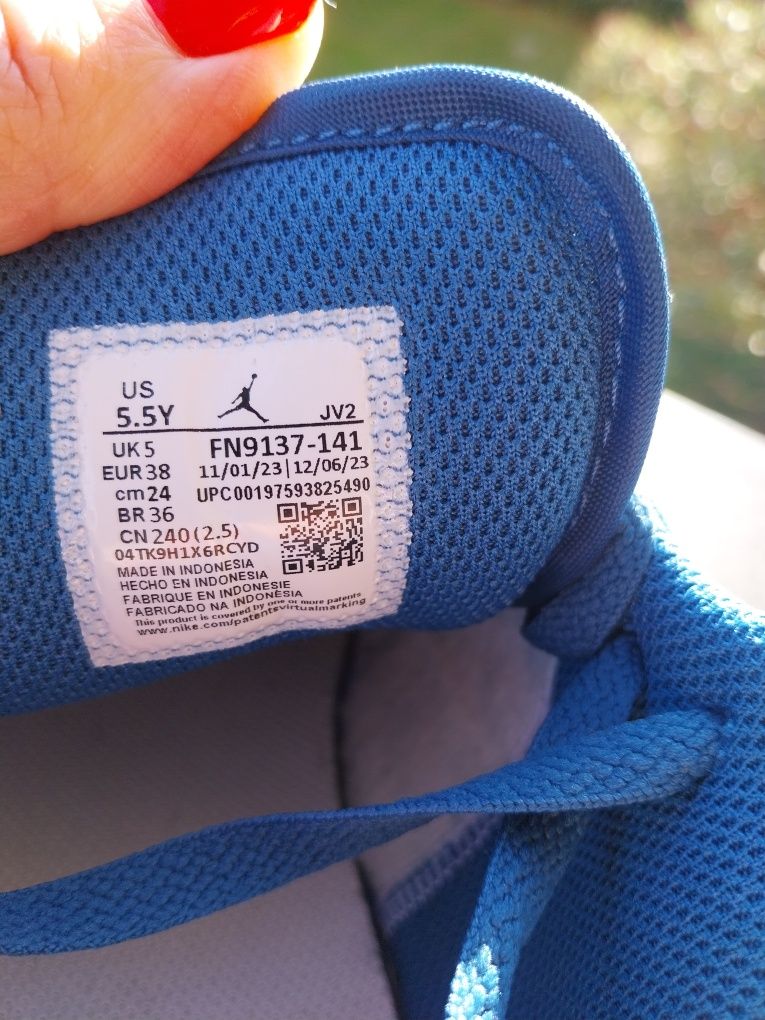 US
5.5Y JV2
UK 5 FN9137-141
EUR 38 11/01/23 | 12/06/23
cm 24 UPC 00197593825490
BR 36
CN 240 (2.5)
04TK9H1X6RCYD
MADE IN INDONESIA
HECHO EN INDONESIA
FABRIQUE EN INDONESIE
FABRICADO NA INDONÈSIA
This product is covered by one or more patents
www.nike.com/patentsvirtualmarking